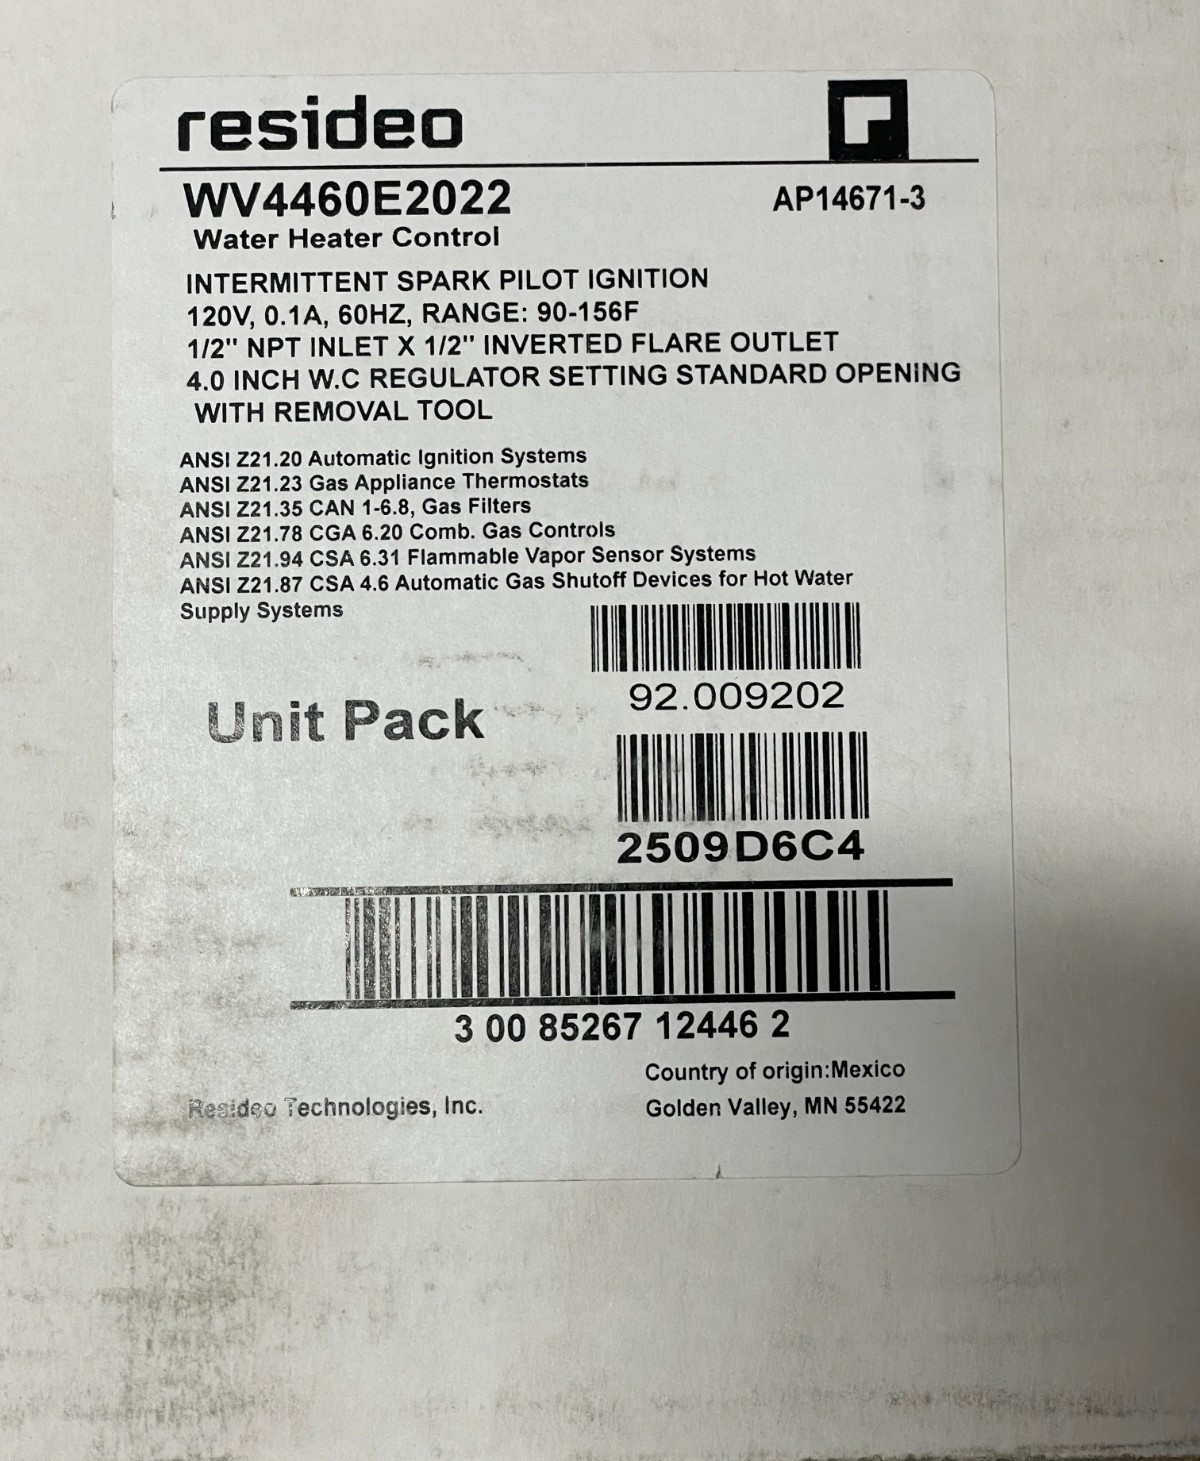 resideo
WV4460E2022 AP14671-3
Water Heater Control
INTERMITTENT SPARK PILOT IGNITION
120V, 0.1A, 60HZ, RANGE: 90-156F
1/2" NPT INLET X 1/2" INVERTED FLARE OUTLET
4.0 INCH W.C REGULATOR SETTING STANDARD OPENING
WITH REMOVAL TOOL
ANSI Z21.20 Automatic Ignition Systems
ANSI Z21.23 Gas Appliance Thermostats
ANSI Z21.35 CAN 1-6.8, Gas Filters
ANSI Z21.78 CGA 6.20 Comb. Gas Controls
ANSI Z21.94 CSA 6.31 Flammable Vapor Sensor Systems
ANSI Z21.87 CSA 4.6 Automatic Gas Shutoff Devices for Hot Water
Supply Systems
92.009202
Unit Pack
2509D6C4
3 00 85267 12446 2
Country of origin:Mexico
Resideo Technologies, Inc. Golden Valley, MN 55422